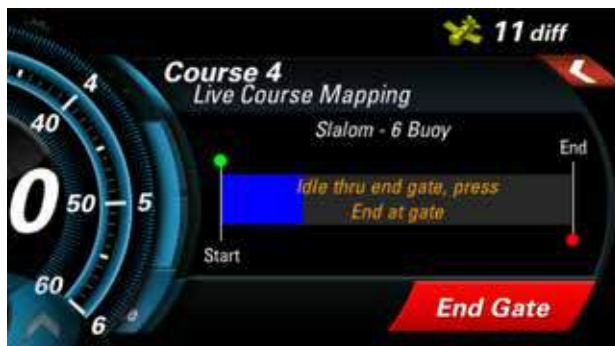 11 diff
Course 4
Live Course Mapping
Slalom - 6 Buoy
End
Idle thru end gate, press
End at gate
Start
End Gate
4
40
0
50
5
60
6